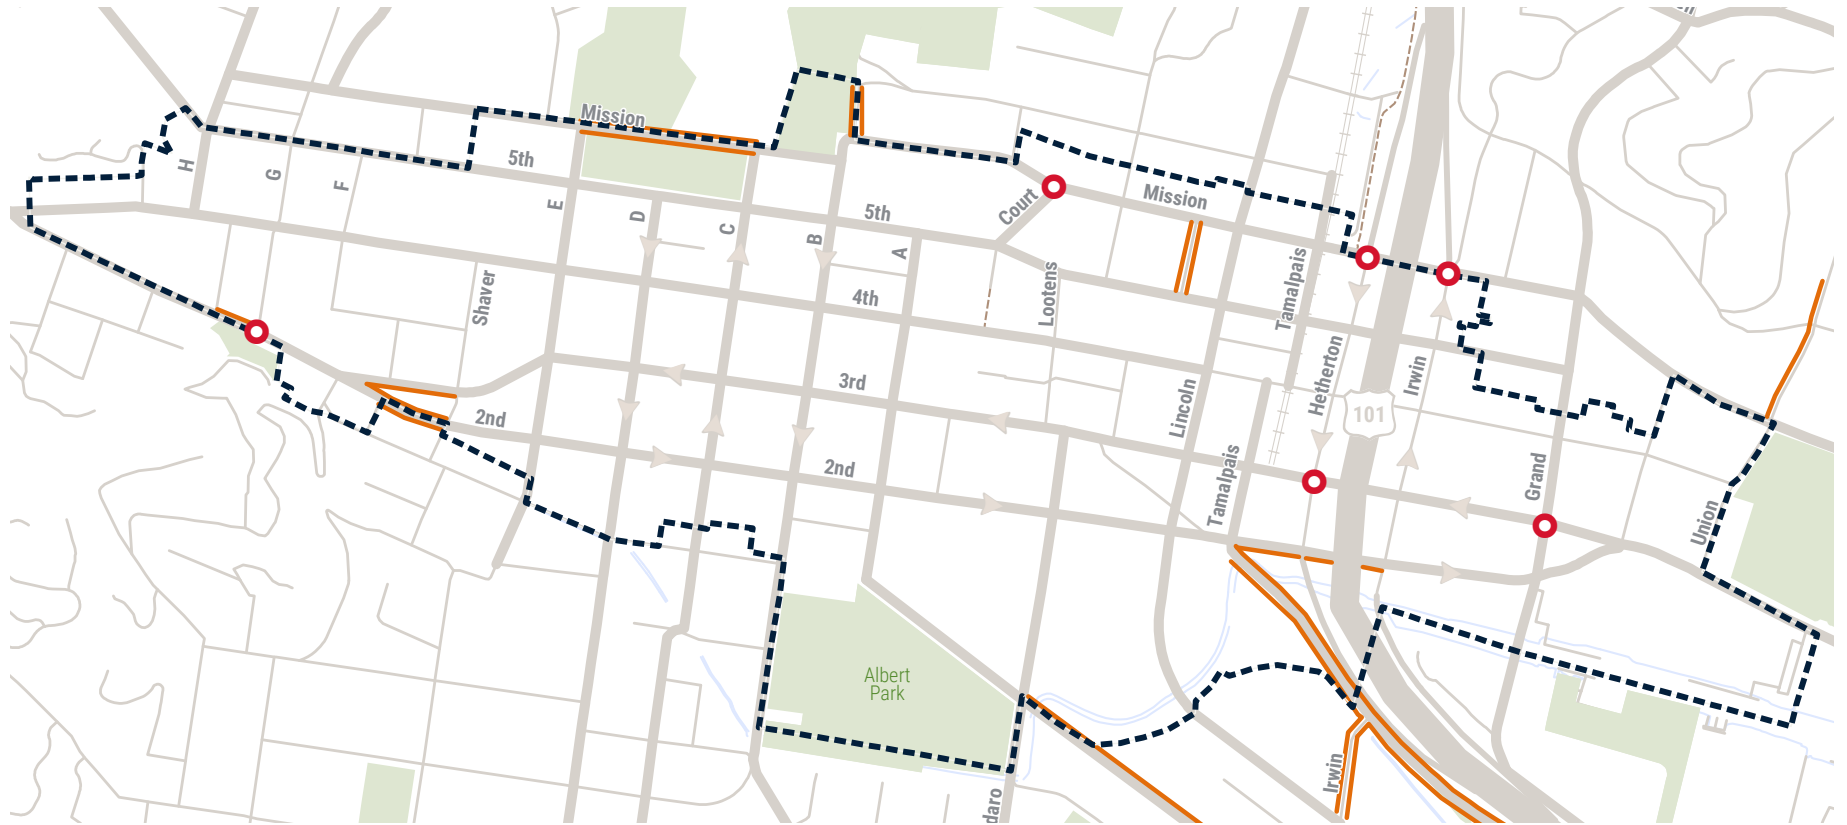 Mission
5th
H
G
F
E
D
C
B
A
5th
Court
Mission
Shaver
4th
Lootens
Tamalpais
Hetherton
Irwin
101
3rd
2nd
Lincoln
2nd
Tamalpais
Grand
Union
Albert
Park
Irwin
daro